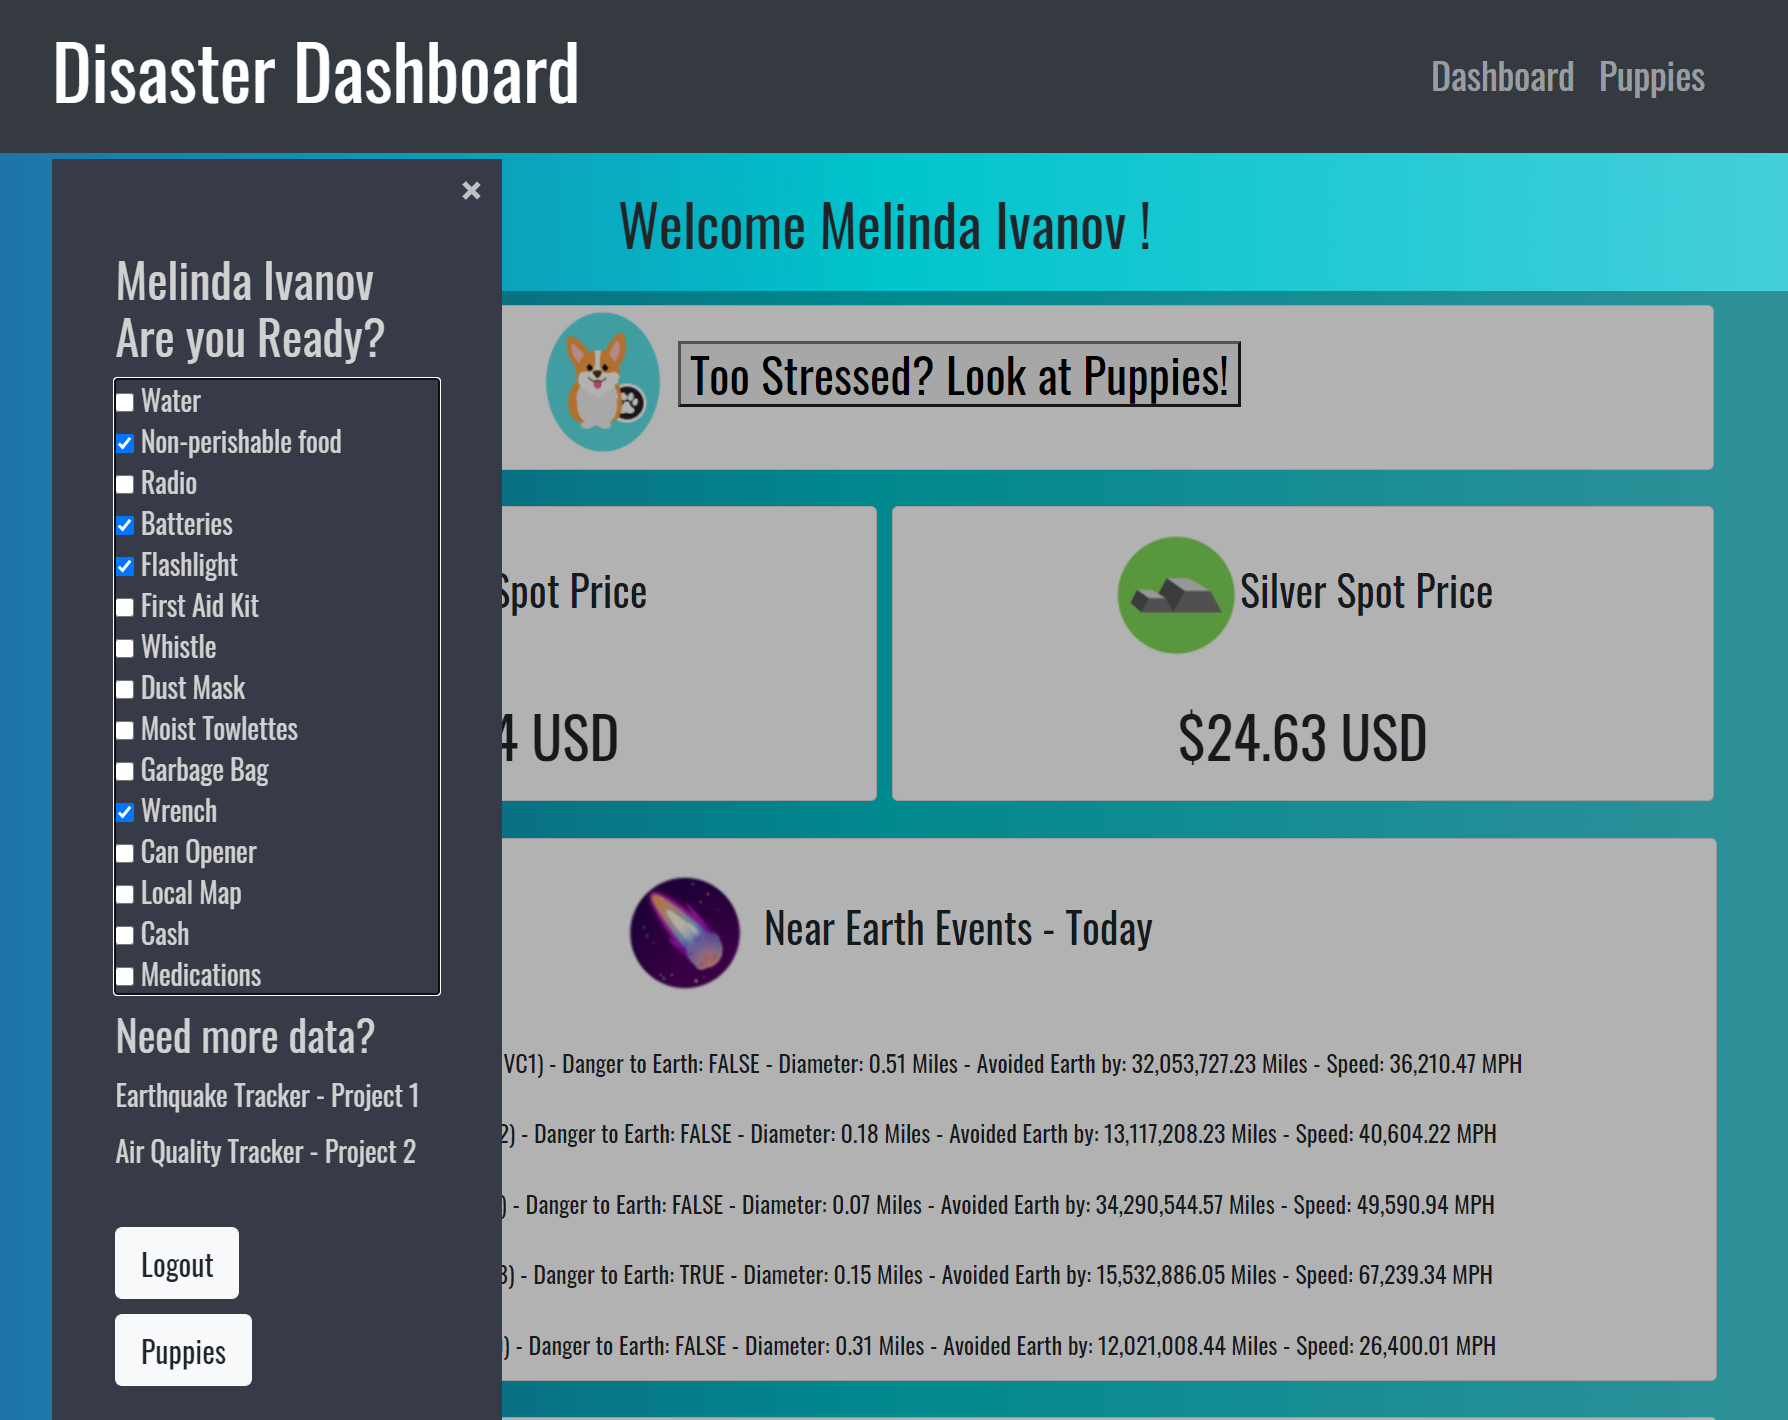 Disaster Dashboard
Dashboard Puppies
×
Welcome Melinda Ivanov !
Melinda Ivanov
Are you Ready?
Water
Non-perishable food
Radio
Batteries
Flashlight
First Aid Kit
Whistle
Dust Mask
Moist Towlettes
Garbage Bag
Wrench
Can Opener
Local Map
Cash
Medications
Need more data?
Earthquake Tracker - Project 1
Air Quality Tracker - Project 2
Logout
Puppies
Too Stressed? Look at Puppies!
Spot Price
4 USD
Silver Spot Price
$24.63 USD
Near Earth Events - Today
VC1) - Danger to Earth: FALSE - Diameter: 0.51 Miles - Avoided Earth by: 32,053,727.23 Miles - Speed: 36,210.47 MPH
2) - Danger to Earth: FALSE - Diameter: 0.18 Miles - Avoided Earth by: 13,117,208.23 Miles - Speed: 40,604.22 MPH
) - Danger to Earth: FALSE - Diameter: 0.07 Miles - Avoided Earth by: 34,290,544.57 Miles - Speed: 49,590.94 MPH
) - Danger to Earth: TRUE - Diameter: 0.15 Miles - Avoided Earth by: 15,532,886.05 Miles - Speed: 67,239.34 MPH
) - Danger to Earth: FALSE - Diameter: 0.31 Miles - Avoided Earth by: 12,021,008.44 Miles - Speed: 26,400.01 MPH